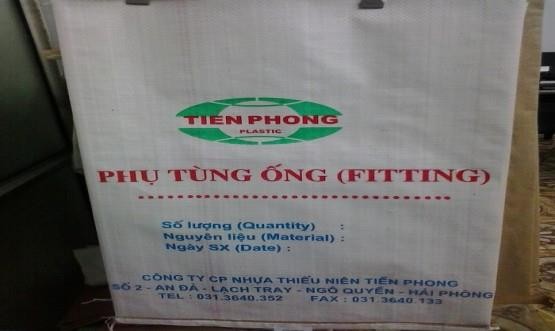 TIEN PHONG
PLASTIC
PHỤ TÙNG ỐNG (FITTING)
Số lượng (Quantity) :
Nguyên liệu (Material) :
Ngày SX (Date) :
CÔNG TY CP NHỰA THIẾU NIÊN TIỀN PHONG
SỐ 2 - AN ĐÀ - LẠCH TRAY - NGÔ QUYỀN - HẢI PHÒNG
TEL : 031.3640.352 FAX : 031.3640.133